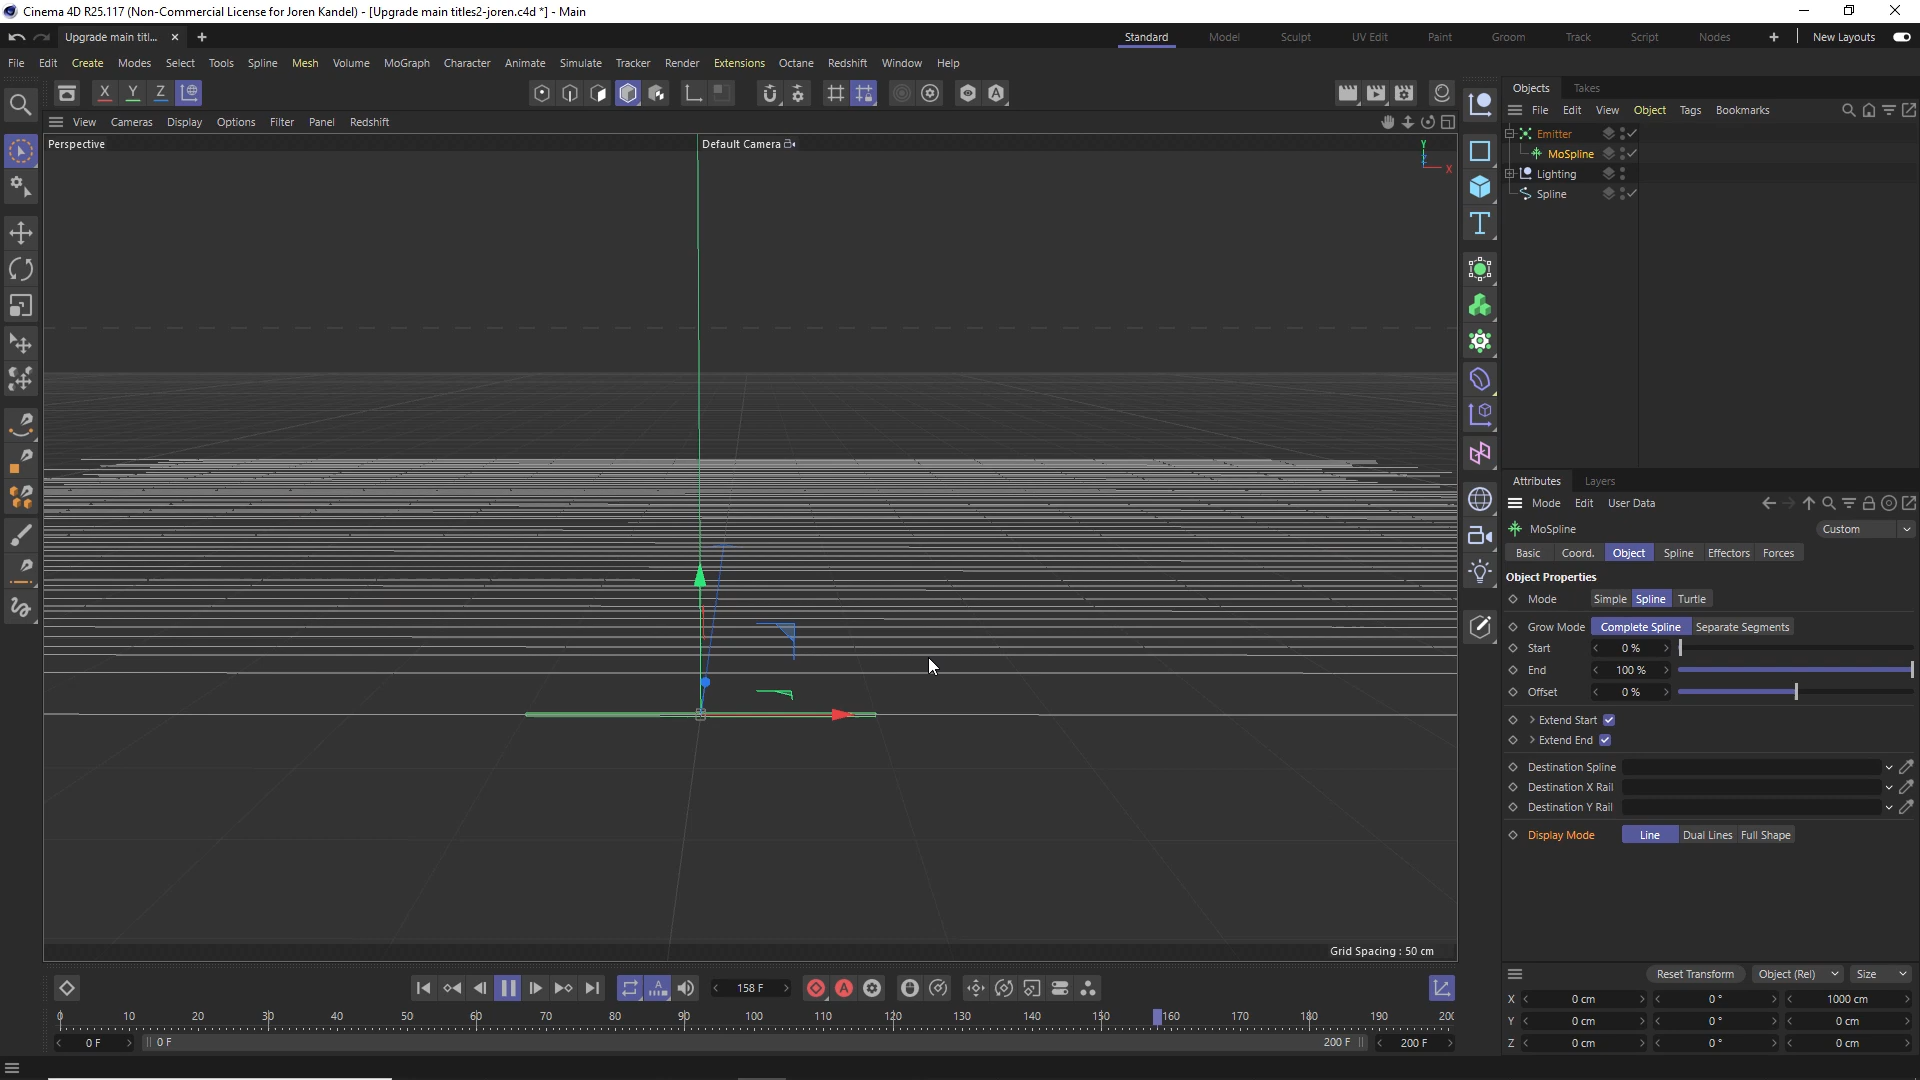 Cinema 4D R25.117 (Non-Commercial License for Joren Kandel) - [Upgrade main titles2-joren.c4d *] - Main
Upgrade main titl...
Standard Model Sculpt UV Edit Paint Groom Track Script Nodes New Layouts
File Edit Create Modes Select Tools Spline Mesh Volume MoGraph Character Animate Simulate Tracker Render Extensions Octane Redshift Window Help
X Y Z
Objects Takes
File Edit View Object Tags Bookmarks
View Cameras Display Options Filter Panel Redshift
Perspective Default Camera
Y
Z
X
Emitter
MoSpline
Lighting
Spline
Attributes Layers
Mode Edit User Data
MoSpline Custom
Basic Coord. Object Spline Effectors Forces
Object Properties
Mode Simple Spline Turtle
Grow Mode Complete Spline Separate Segments
Start 0 %
End 100 %
Offset 0 %
Extend Start
Extend End
Destination Spline
Destination X Rail
Destination Y Rail
Display Mode Line Dual Lines Full Shape
Grid Spacing : 50 cm
158 F
0 10 20 30 40 50 60 70 80 90 100 110 120 130 140 150 160 170 180 190 200
0 F 0 F 200 F 200 F
Reset Transform Object (Rel) Size
X 0 cm 0 ° 1000 cm
Y 0 cm 0 ° 0 cm
Z 0 cm 0 ° 0 cm